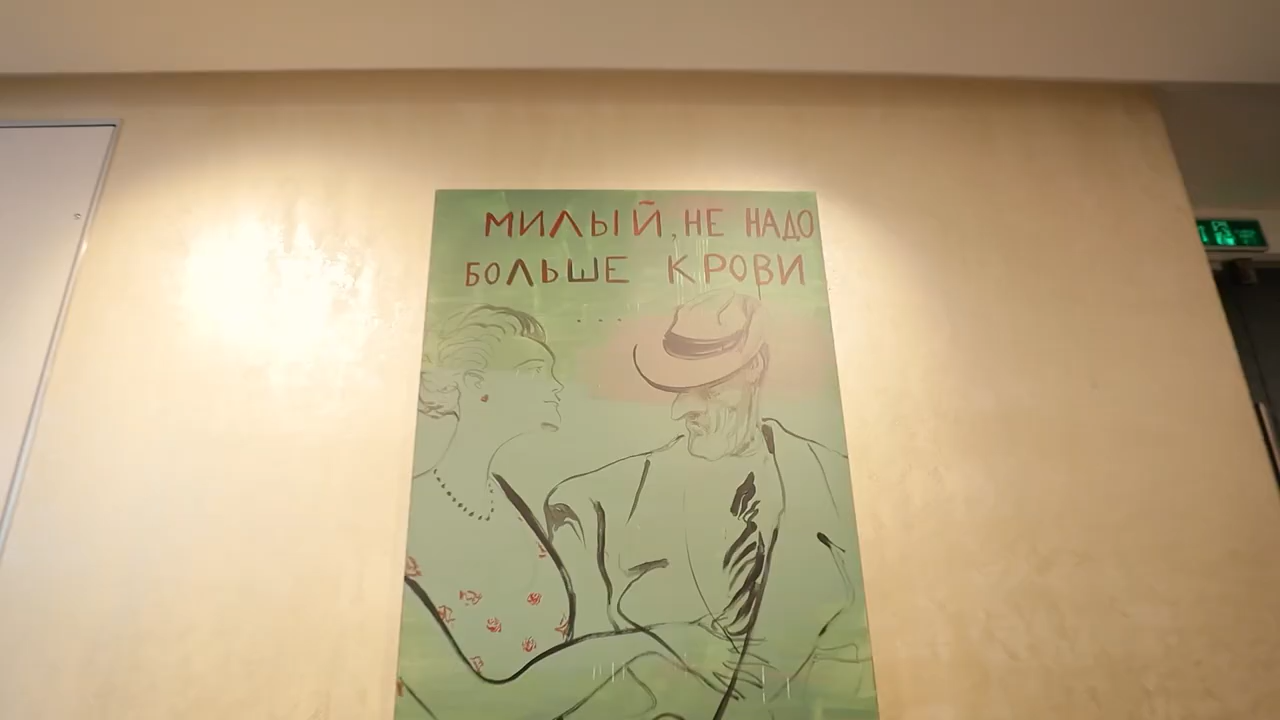 МИЛЫЙ, НЕ НАДО
БОЛЬШЕ КРОВИ
....